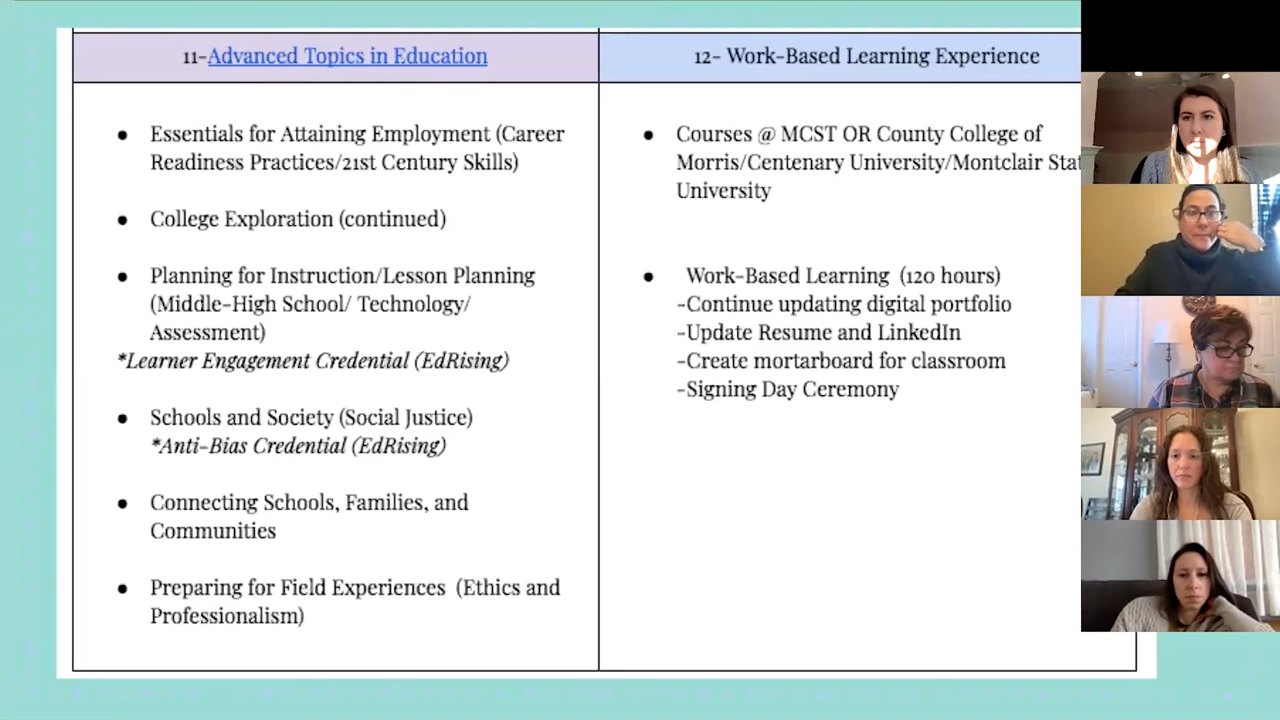 11-Advanced Topics in Education
12- Work-Based Learning Experience
• Essentials for Attaining Employment (Career
Readiness Practices/21st Century Skills)
• College Exploration (continued)
• Planning for Instruction/Lesson Planning
(Middle-High School/ Technology/
Assessment)
*Learner Engagement Credential (EdRising)
• Schools and Society (Social Justice)
*Anti-Bias Credential (EdRising)
• Connecting Schools, Families, and
Communities
• Preparing for Field Experiences (Ethics and
Professionalism)
• Courses @ MCST OR County College of
Morris/Centenary University/Montclair Stat
University
• Work-Based Learning (120 hours)
-Continue updating digital portfolio
-Update Resume and LinkedIn
-Create mortarboard for classroom
-Signing Day Ceremony